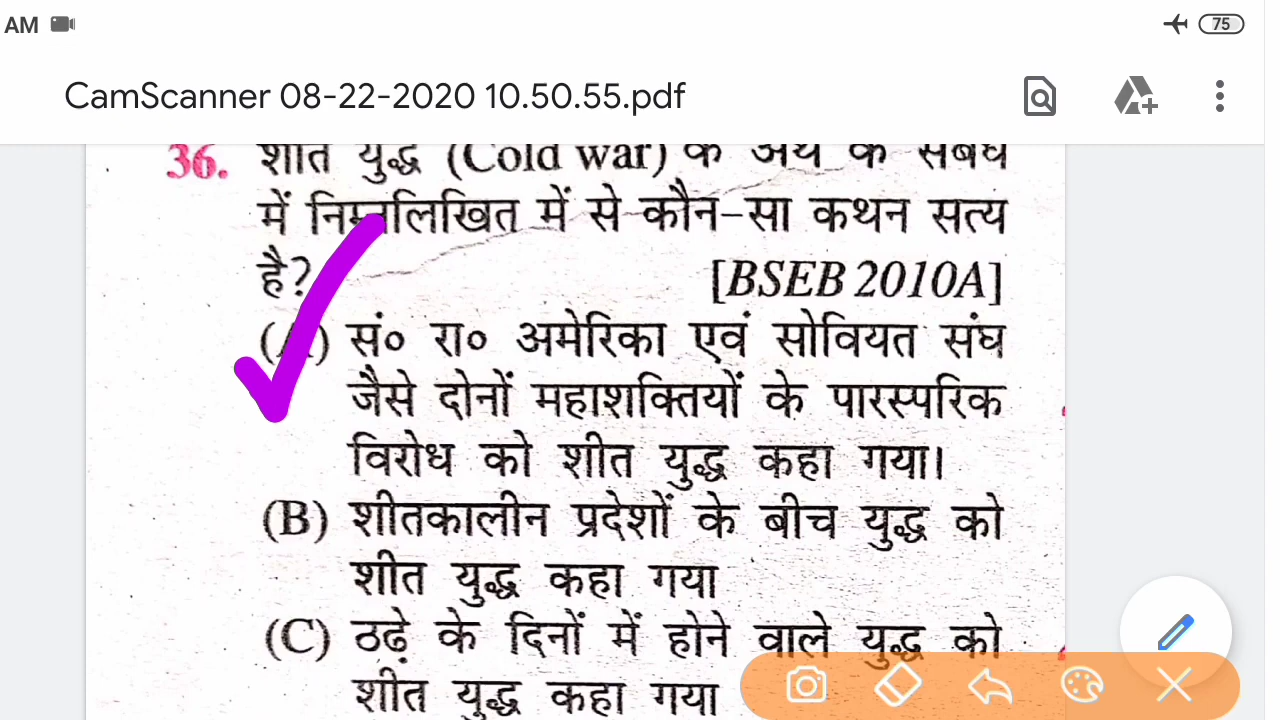 AM 75
CamScanner 08-22-2020 10.50.55.pdf
36. शीत युद्ध (Cold war) के अर्थ के संबंध
में निम्नलिखित में से कौन-सा कथन सत्य
है? [BSEB 2010A]
(A) सं० रा० अमेरिका एवं सोवियत संघ
जैसे दोनों महाशक्तियों के पारस्परिक
विरोध को शीत युद्ध कहा गया।
(B) शीतकालीन प्रदेशों के बीच युद्ध को
शीत युद्ध कहा गया
(C) ठढ़े के दिनों में होने वाले युद्ध को
शीत युद्ध कहा गया